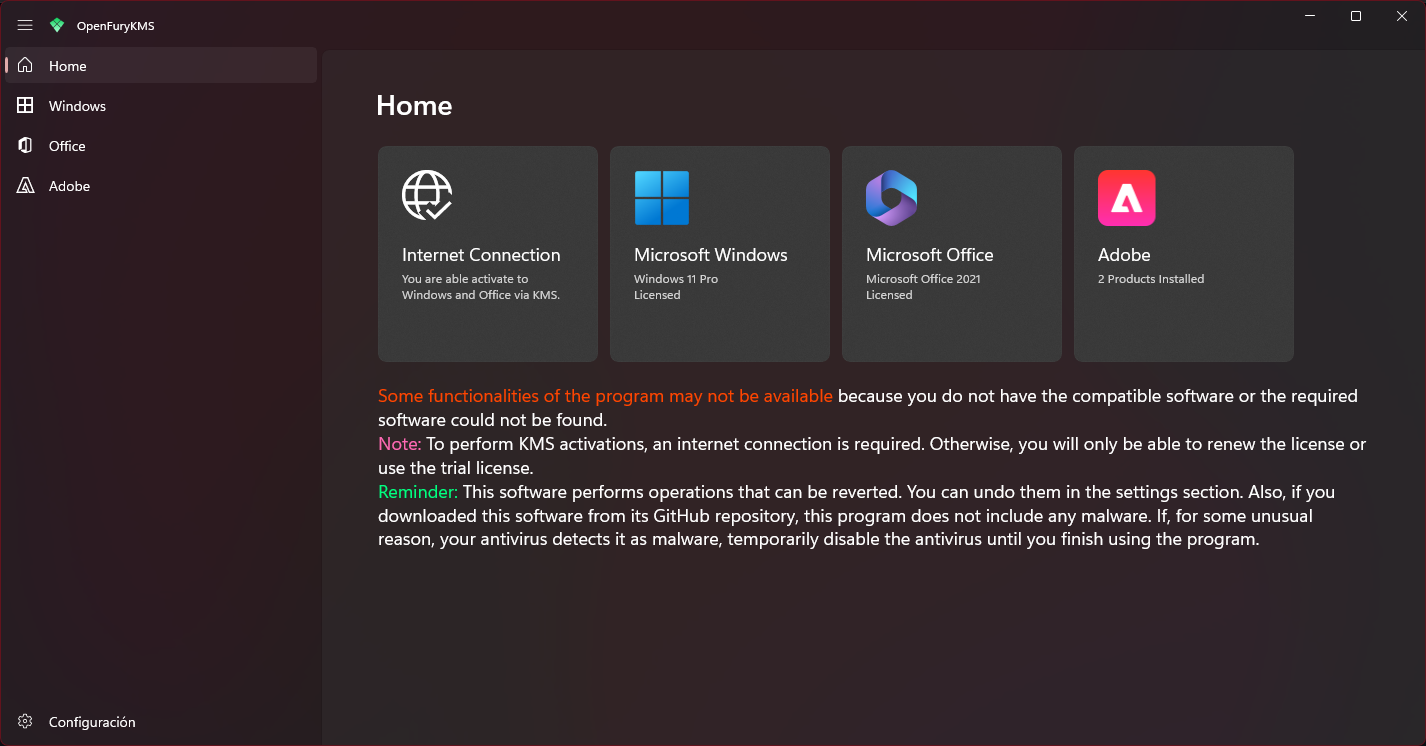 OpenFuryKMS
Home
Windows
Office
Adobe
Configuración
Home
Internet Connection
You are able activate to
Windows and Office via KMS.
Microsoft Windows
Windows 11 Pro
Licensed
Microsoft Office
Microsoft Office 2021
Licensed
Adobe
2 Products Installed
Some functionalities of the program may not be available because you do not have the compatible software or the required
software could not be found.
Note: To perform KMS activations, an internet connection is required. Otherwise, you will only be able to renew the license or
use the trial license.
Reminder: This software performs operations that can be reverted. You can undo them in the settings section. Also, if you
downloaded this software from its GitHub repository, this program does not include any malware. If, for some unusual
reason, your antivirus detects it as malware, temporarily disable the antivirus until you finish using the program.